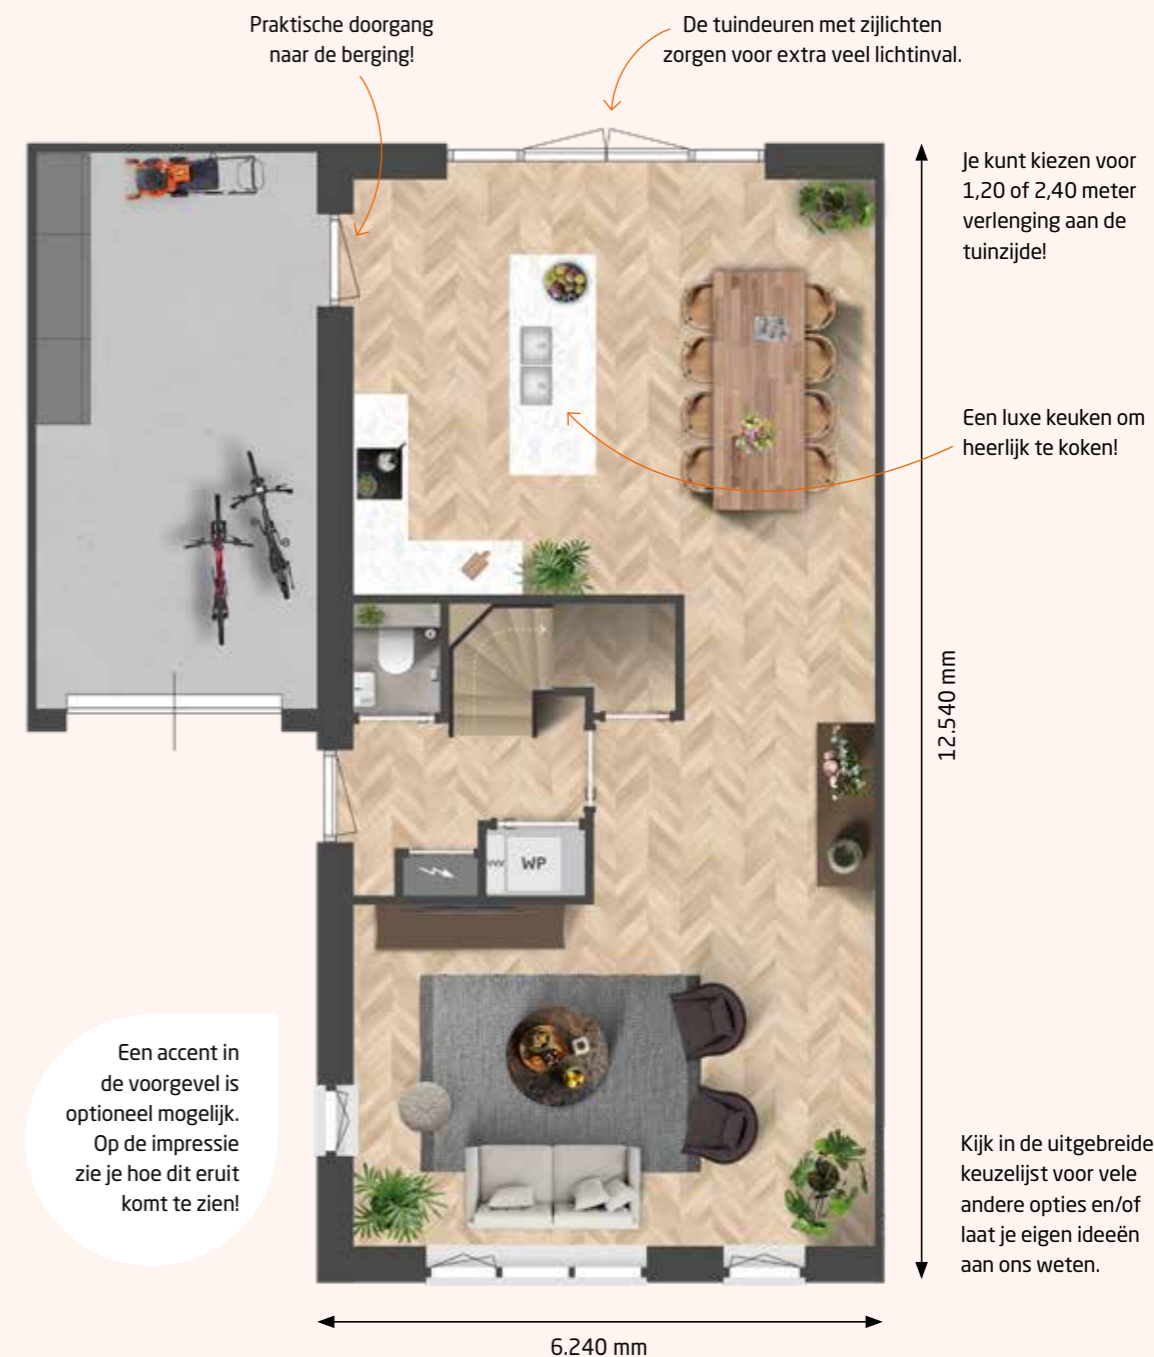 Praktische doorgang
naar de berging!
De tuindeuren met zijlichten
zorgen voor extra veel lichtinval.
Je kunt kiezen voor
1,20 of 2,40 meter
verlenging aan de
tuinzijde!
Een luxe keuken om
heerlijk te koken!
12.540 mm
WP
Een accent in
de voorgevel is
optioneel mogelijk.
Op de impressie
zie je hoe dit eruit
komt te zien!
Kijk in de uitgebreide
keuzelijst voor vele
andere opties en/of
laat je eigen ideeën
aan ons weten.
6.240 mm